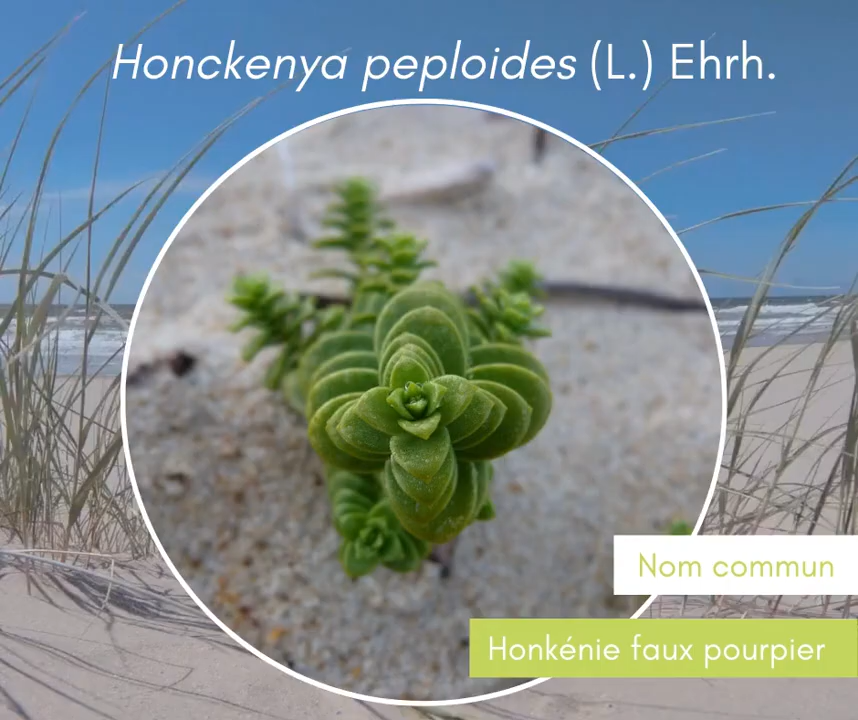 Honckenya peploides (L.) Ehrh.
Nom commun
Honkénie faux pourpier